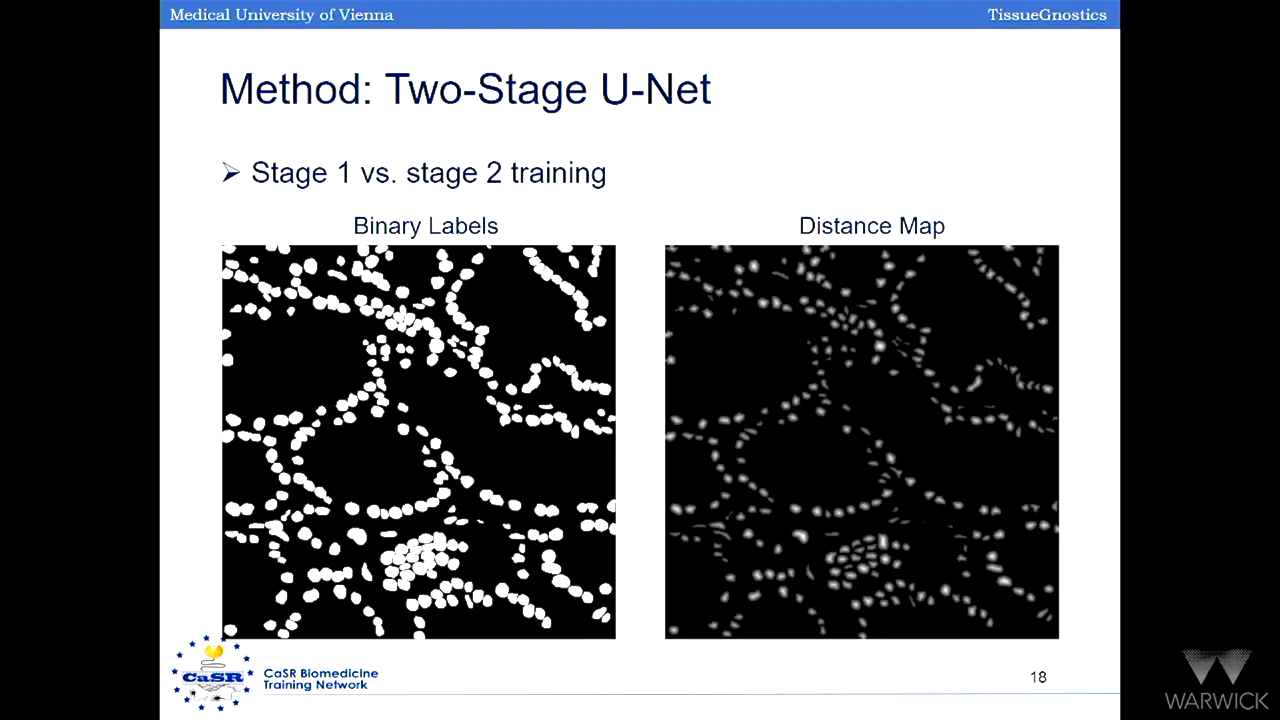 Medical University of Vienna
TissueGnostics
Method: Two-Stage U-Net
Stage 1 vs. stage 2 training
Binary Labels
Distance Map
CaSR
CaSR Biomedicine
Training Network
18
WARWICK